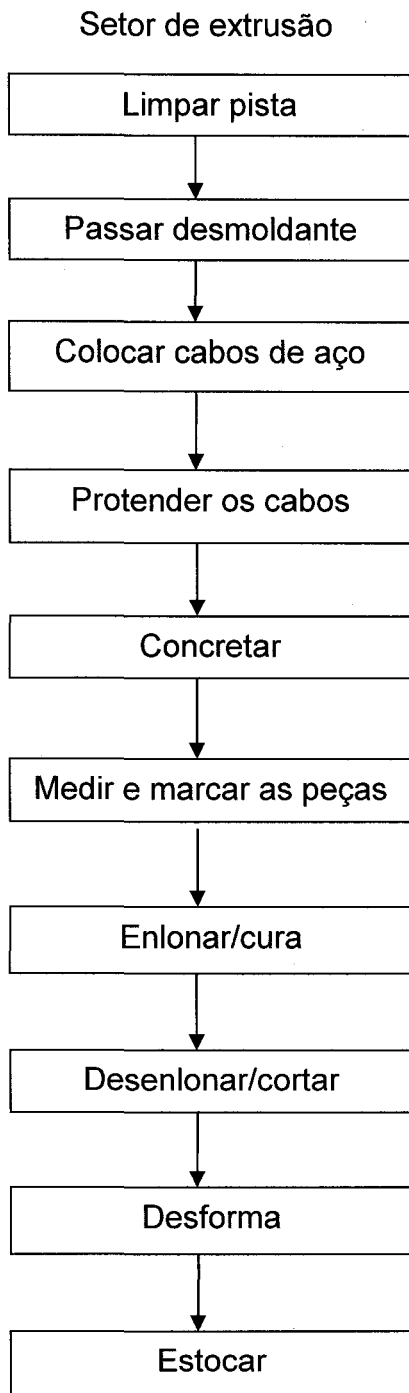 Setor de extrusão
Limpar pista
Passar desmoldante
Colocar cabos de aço
Protender os cabos
Concretar
Medir e marcar as peças
Enlonar/cura
Desenlonar/cortar
Desforma
Estocar